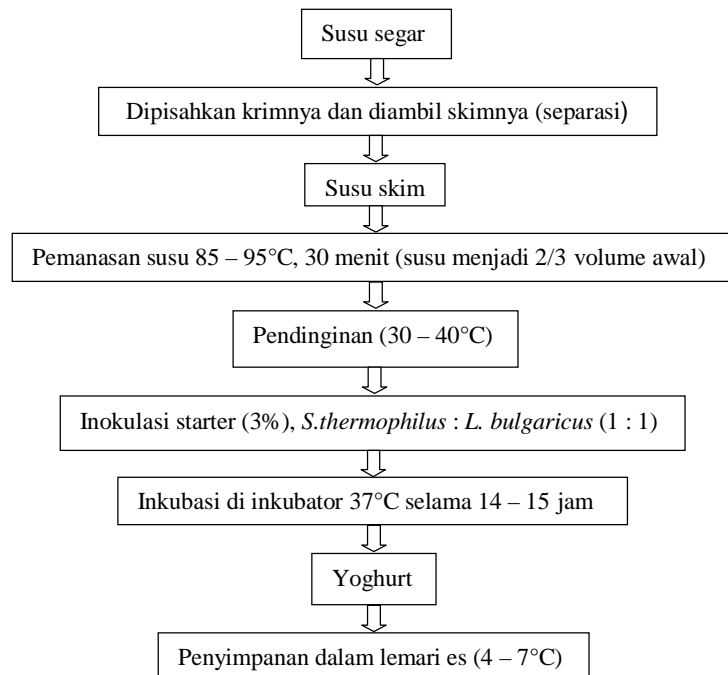 Susu segar
Dipisahkan krimnya dan diambil skimnya (separasi)
Susu skim
Pemanasan susu 85 – 95°C, 30 menit (susu menjadi 2/3 volume awal)
Pendinginan (30 – 40°C)
Inokulasi starter (3%), S.thermophilus : L. bulgaricus (1 : 1)
Inkubasi di inkubator 37°C selama 14 – 15 jam
Yoghurt
Penyimpanan dalam lemari es (4 – 7°C)